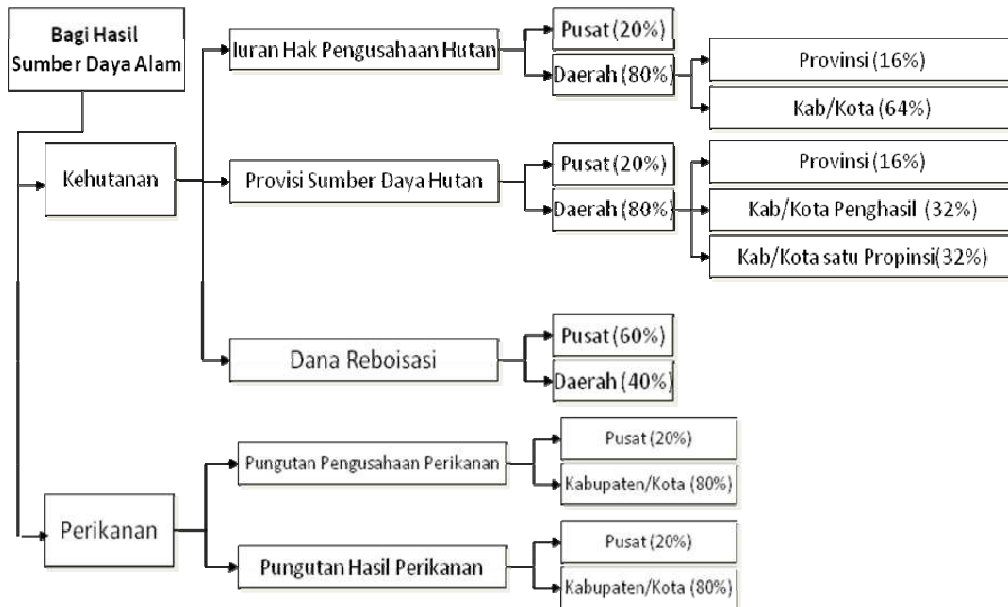 Bagi Hasil
Sumber Daya Alam
Kehutanan
Iuran Hak Pengusahaan Hutan
Pusat (20%)
Daerah (80%)
Provinsi (16%)
Kab/Kota (64%)
Provisi Sumber Daya Hutan
Pusat (20%)
Daerah (80%)
Provinsi (16%)
Kab/Kota Penghasil (32%)
Kab/Kota satu Propinsi(32%)
Dana Reboisasi
Pusat (60%)
Daerah (40%)
Perikanan
Pungutan Pengusahaan Perikanan
Pusat (20%)
Kabupaten/Kota (80%)
Pungutan Hasil Perikanan
Pusat (20%)
Kabupaten/Kota (80%)